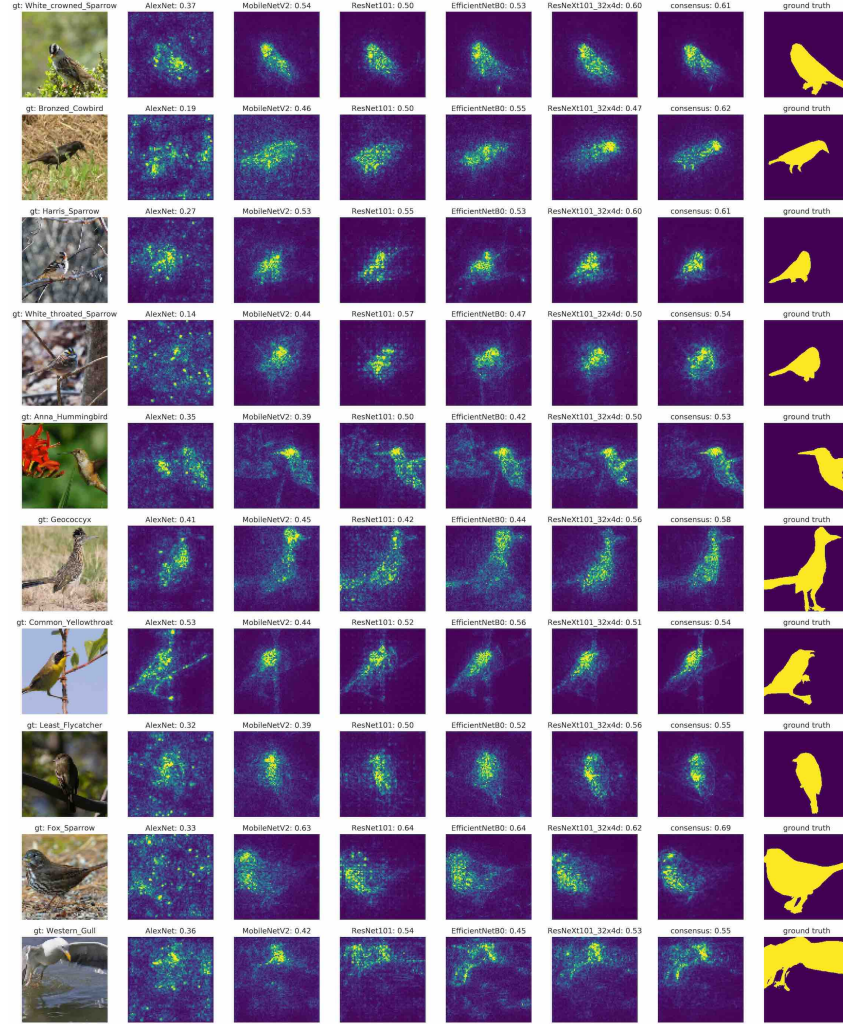 gt: White_crowned_Sparrow AlexNet: 0.37 MobileNetV2: 0.54 ResNet101: 0.50 EfficientNetB0: 0.53 ResNeXt101_32x4d: 0.60 consensus: 0.61 ground truth
gt: Bronzed_Cowbird AlexNet: 0.19 MobileNetV2: 0.46 ResNet101: 0.50 EfficientNetB0: 0.55 ResNeXt101_32x4d: 0.47 consensus: 0.62 ground truth
gt: Harris_Sparrow AlexNet: 0.27 MobileNetV2: 0.53 ResNet101: 0.55 EfficientNetB0: 0.53 ResNeXt101_32x4d: 0.60 consensus: 0.61 ground truth
gt: White_throated_Sparrow AlexNet: 0.14 MobileNetV2: 0.44 ResNet101: 0.57 EfficientNetB0: 0.47 ResNeXt101_32x4d: 0.50 consensus: 0.54 ground truth
gt: Anna_Hummingbird AlexNet: 0.35 MobileNetV2: 0.39 ResNet101: 0.50 EfficientNetB0: 0.42 ResNeXt101_32x4d: 0.50 consensus: 0.53 ground truth
gt: Geococcyx AlexNet: 0.41 MobileNetV2: 0.45 ResNet101: 0.42 EfficientNetB0: 0.44 ResNeXt101_32x4d: 0.56 consensus: 0.58 ground truth
gt: Common_Yellowthroat AlexNet: 0.53 MobileNetV2: 0.44 ResNet101: 0.52 EfficientNetB0: 0.56 ResNeXt101_32x4d: 0.51 consensus: 0.54 ground truth
gt: Least_Flycatcher AlexNet: 0.32 MobileNetV2: 0.39 ResNet101: 0.50 EfficientNetB0: 0.52 ResNeXt101_32x4d: 0.56 consensus: 0.55 ground truth
gt: Fox_Sparrow AlexNet: 0.33 MobileNetV2: 0.63 ResNet101: 0.64 EfficientNetB0: 0.64 ResNeXt101_32x4d: 0.62 consensus: 0.69 ground truth
gt: Western_Gull AlexNet: 0.36 MobileNetV2: 0.42 ResNet101: 0.54 EfficientNetB0: 0.45 ResNeXt101_32x4d: 0.53 consensus: 0.55 ground truth